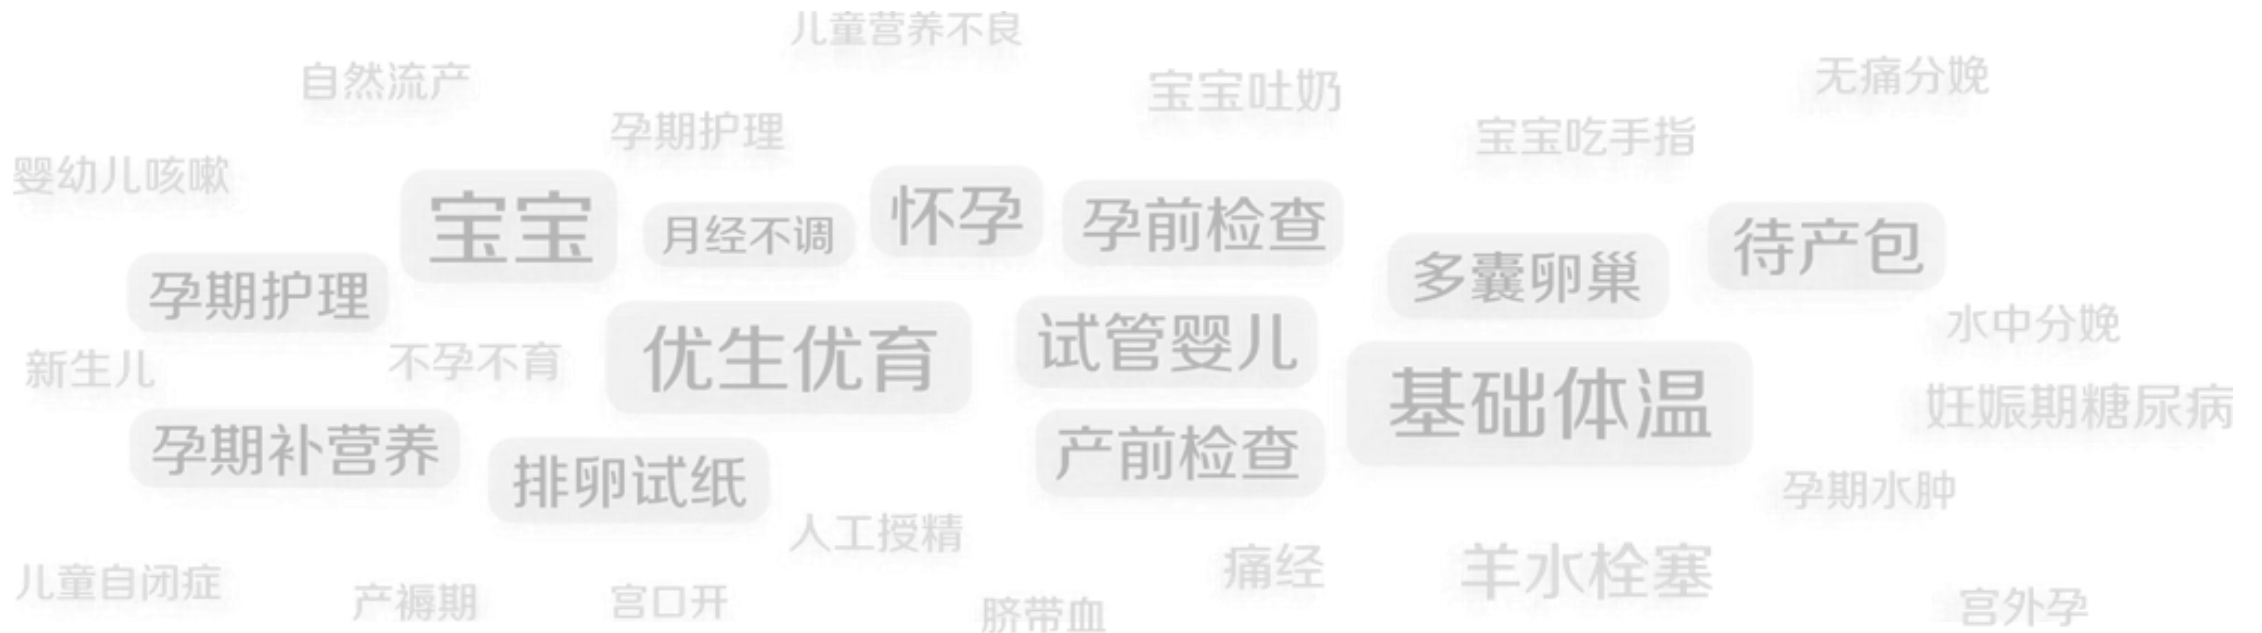 儿童营养不良
自然流产
宝宝吐奶
无痛分娩
孕期护理
宝宝吃手指
婴幼儿咳嗽
宝宝
月经不调
怀孕
孕前检查
待产包
孕期护理
多囊卵巢
新生儿
不孕不育
优生优育
试管婴儿
水中分娩
基础体温
妊娠期糖尿病
孕期补营养
排卵试纸
产前检查
孕期水肿
人工授精
痛经
羊水栓塞
儿童自闭症
产褥期
宫口开
脐带血
宫外孕